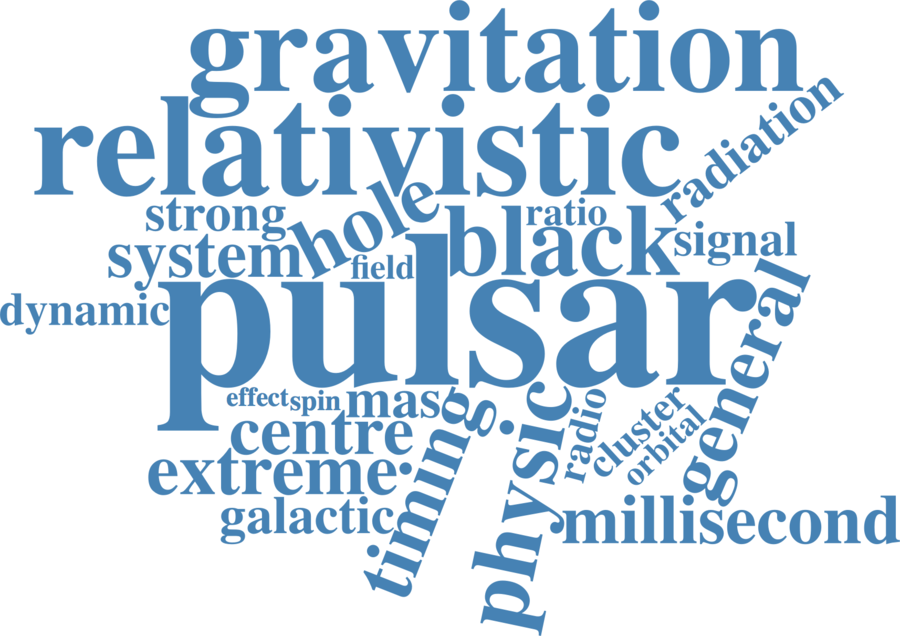 gravitation
relativistic
radiation
strong
hole
ratio
black
signal
system
field
dynamic
pulsar
general
effect
spin
mas
centre
timing
physic
radio
cluster
orbital
extreme
galactic
millisecond